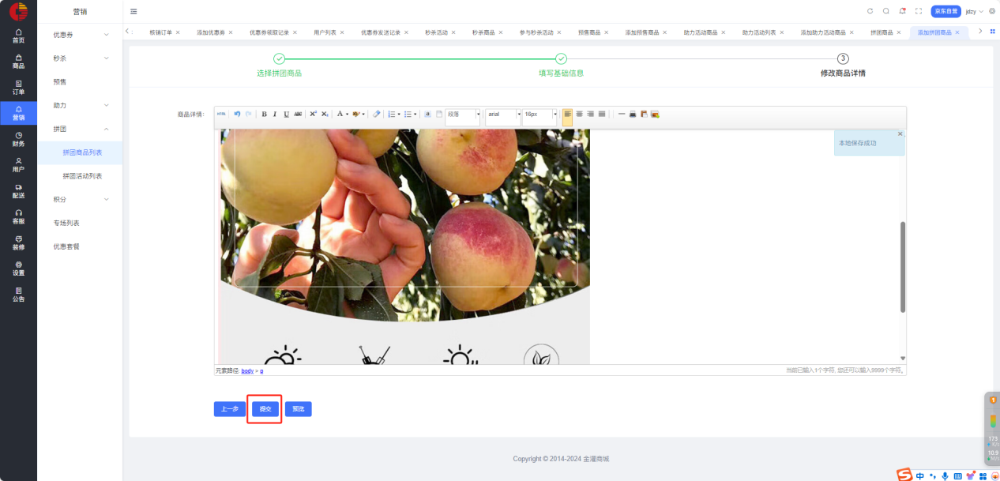 营销
京东自营
jdzy
首页
商品
订单
营销
财务
用户
配送
客服
装修
设置
公告
优惠券
秒杀
预售
助力
拼团
拼团商品列表
拼团活动列表
积分
专场列表
优惠套餐
核销订单 ×
添加优惠券 ×
优惠券领取记录 ×
用户列表 ×
优惠券发送记录 ×
秒杀活动 ×
秒杀商品 ×
参与秒杀活动 ×
预售商品 ×
添加预售商品 ×
助力活动商品 ×
助力活动列表 ×
添加助力活动商品 ×
拼团商品 ×
添加拼团商品 ×
3
选择拼团商品
填写基础信息
修改商品详情
商品详情:
HTML
B I U ABC X² X₂ A
段落
arial
16px
本地保存成功
元素路径: body > p
当前已输入1个字符, 您还可以输入9999个字符。
上一步
提交
预览
Copyright © 2014-2024 金灌商城
1
173
K/s
10.9
M/s
S 中